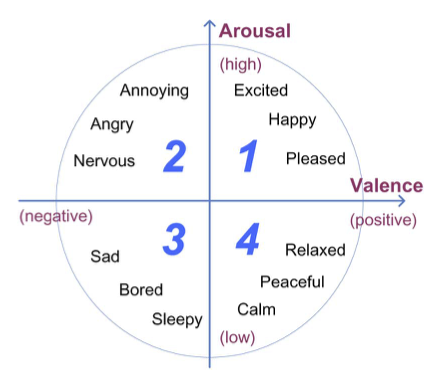 Arousal
(high)
Annoying
Excited
Angry
Happy
Nervous
2
1
Pleased
Valence
(negative)
(positive)
3
4
Sad
Relaxed
Bored
Peaceful
Sleepy
Calm
(low)